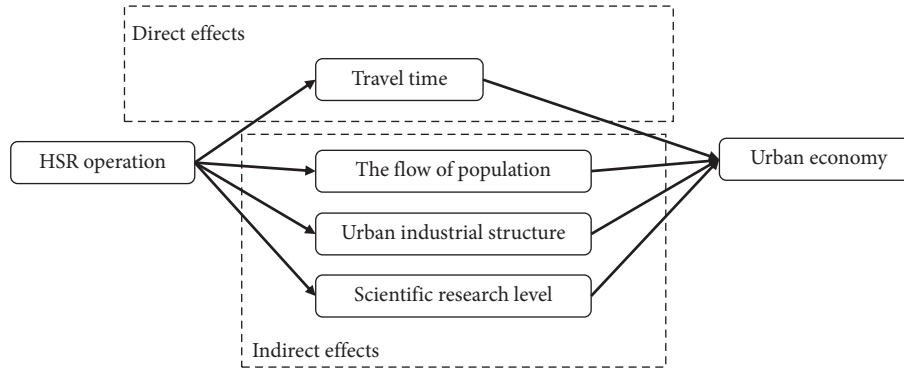 Direct effects
Travel time
HSR operation
The flow of population
Urban economy
Urban industrial structure
Scientific research level
Indirect effects